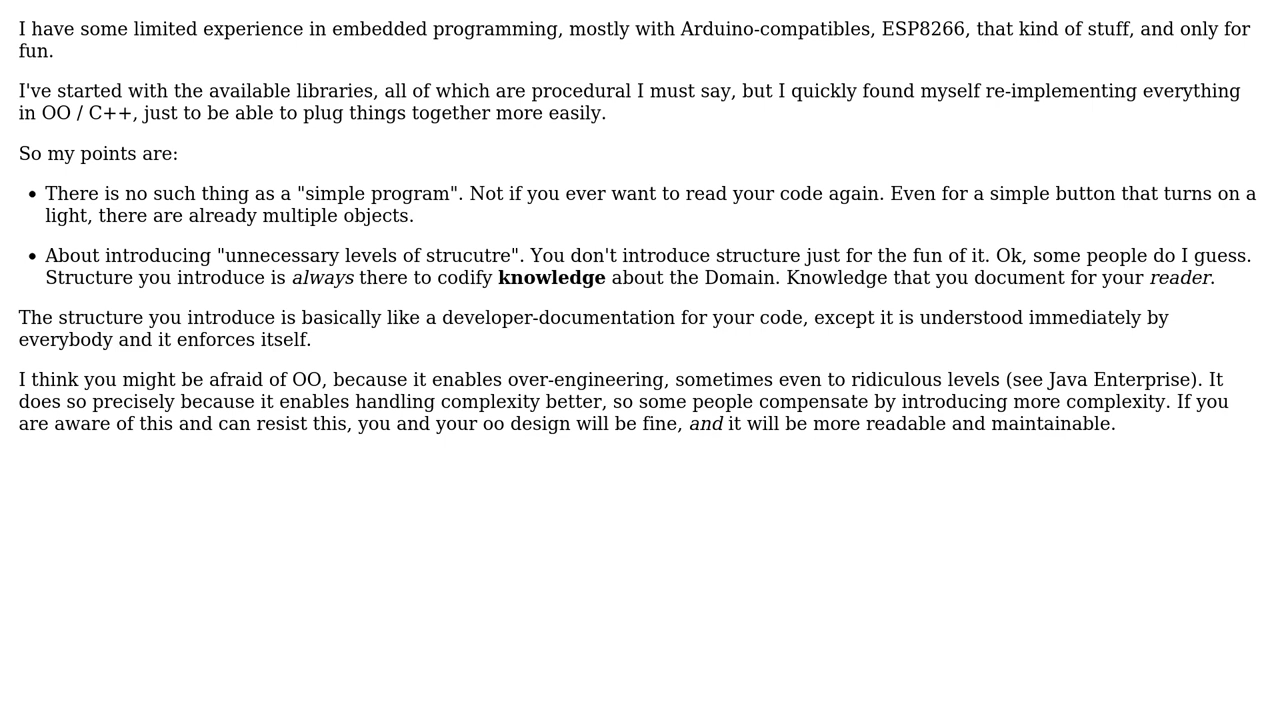 I have some limited experience in embedded programming, mostly with Arduino-compatibles, ESP8266, that kind of stuff, and only for
fun.
I've started with the available libraries, all of which are procedural I must say, but I quickly found myself re-implementing everything
in OO / C++, just to be able to plug things together more easily.
So my points are:
• There is no such thing as a "simple program". Not if you ever want to read your code again. Even for a simple button that turns on a
light, there are already multiple objects.
• About introducing "unnecessary levels of strucutre". You don't introduce structure just for the fun of it. Ok, some people do I guess.
Structure you introduce is always there to codify knowledge about the Domain. Knowledge that you document for your reader.
The structure you introduce is basically like a developer-documentation for your code, except it is understood immediately by
everybody and it enforces itself.
I think you might be afraid of OO, because it enables over-engineering, sometimes even to ridiculous levels (see Java Enterprise). It
does so precisely because it enables handling complexity better, so some people compensate by introducing more complexity. If you
are aware of this and can resist this, you and your oo design will be fine, and it will be more readable and maintainable.